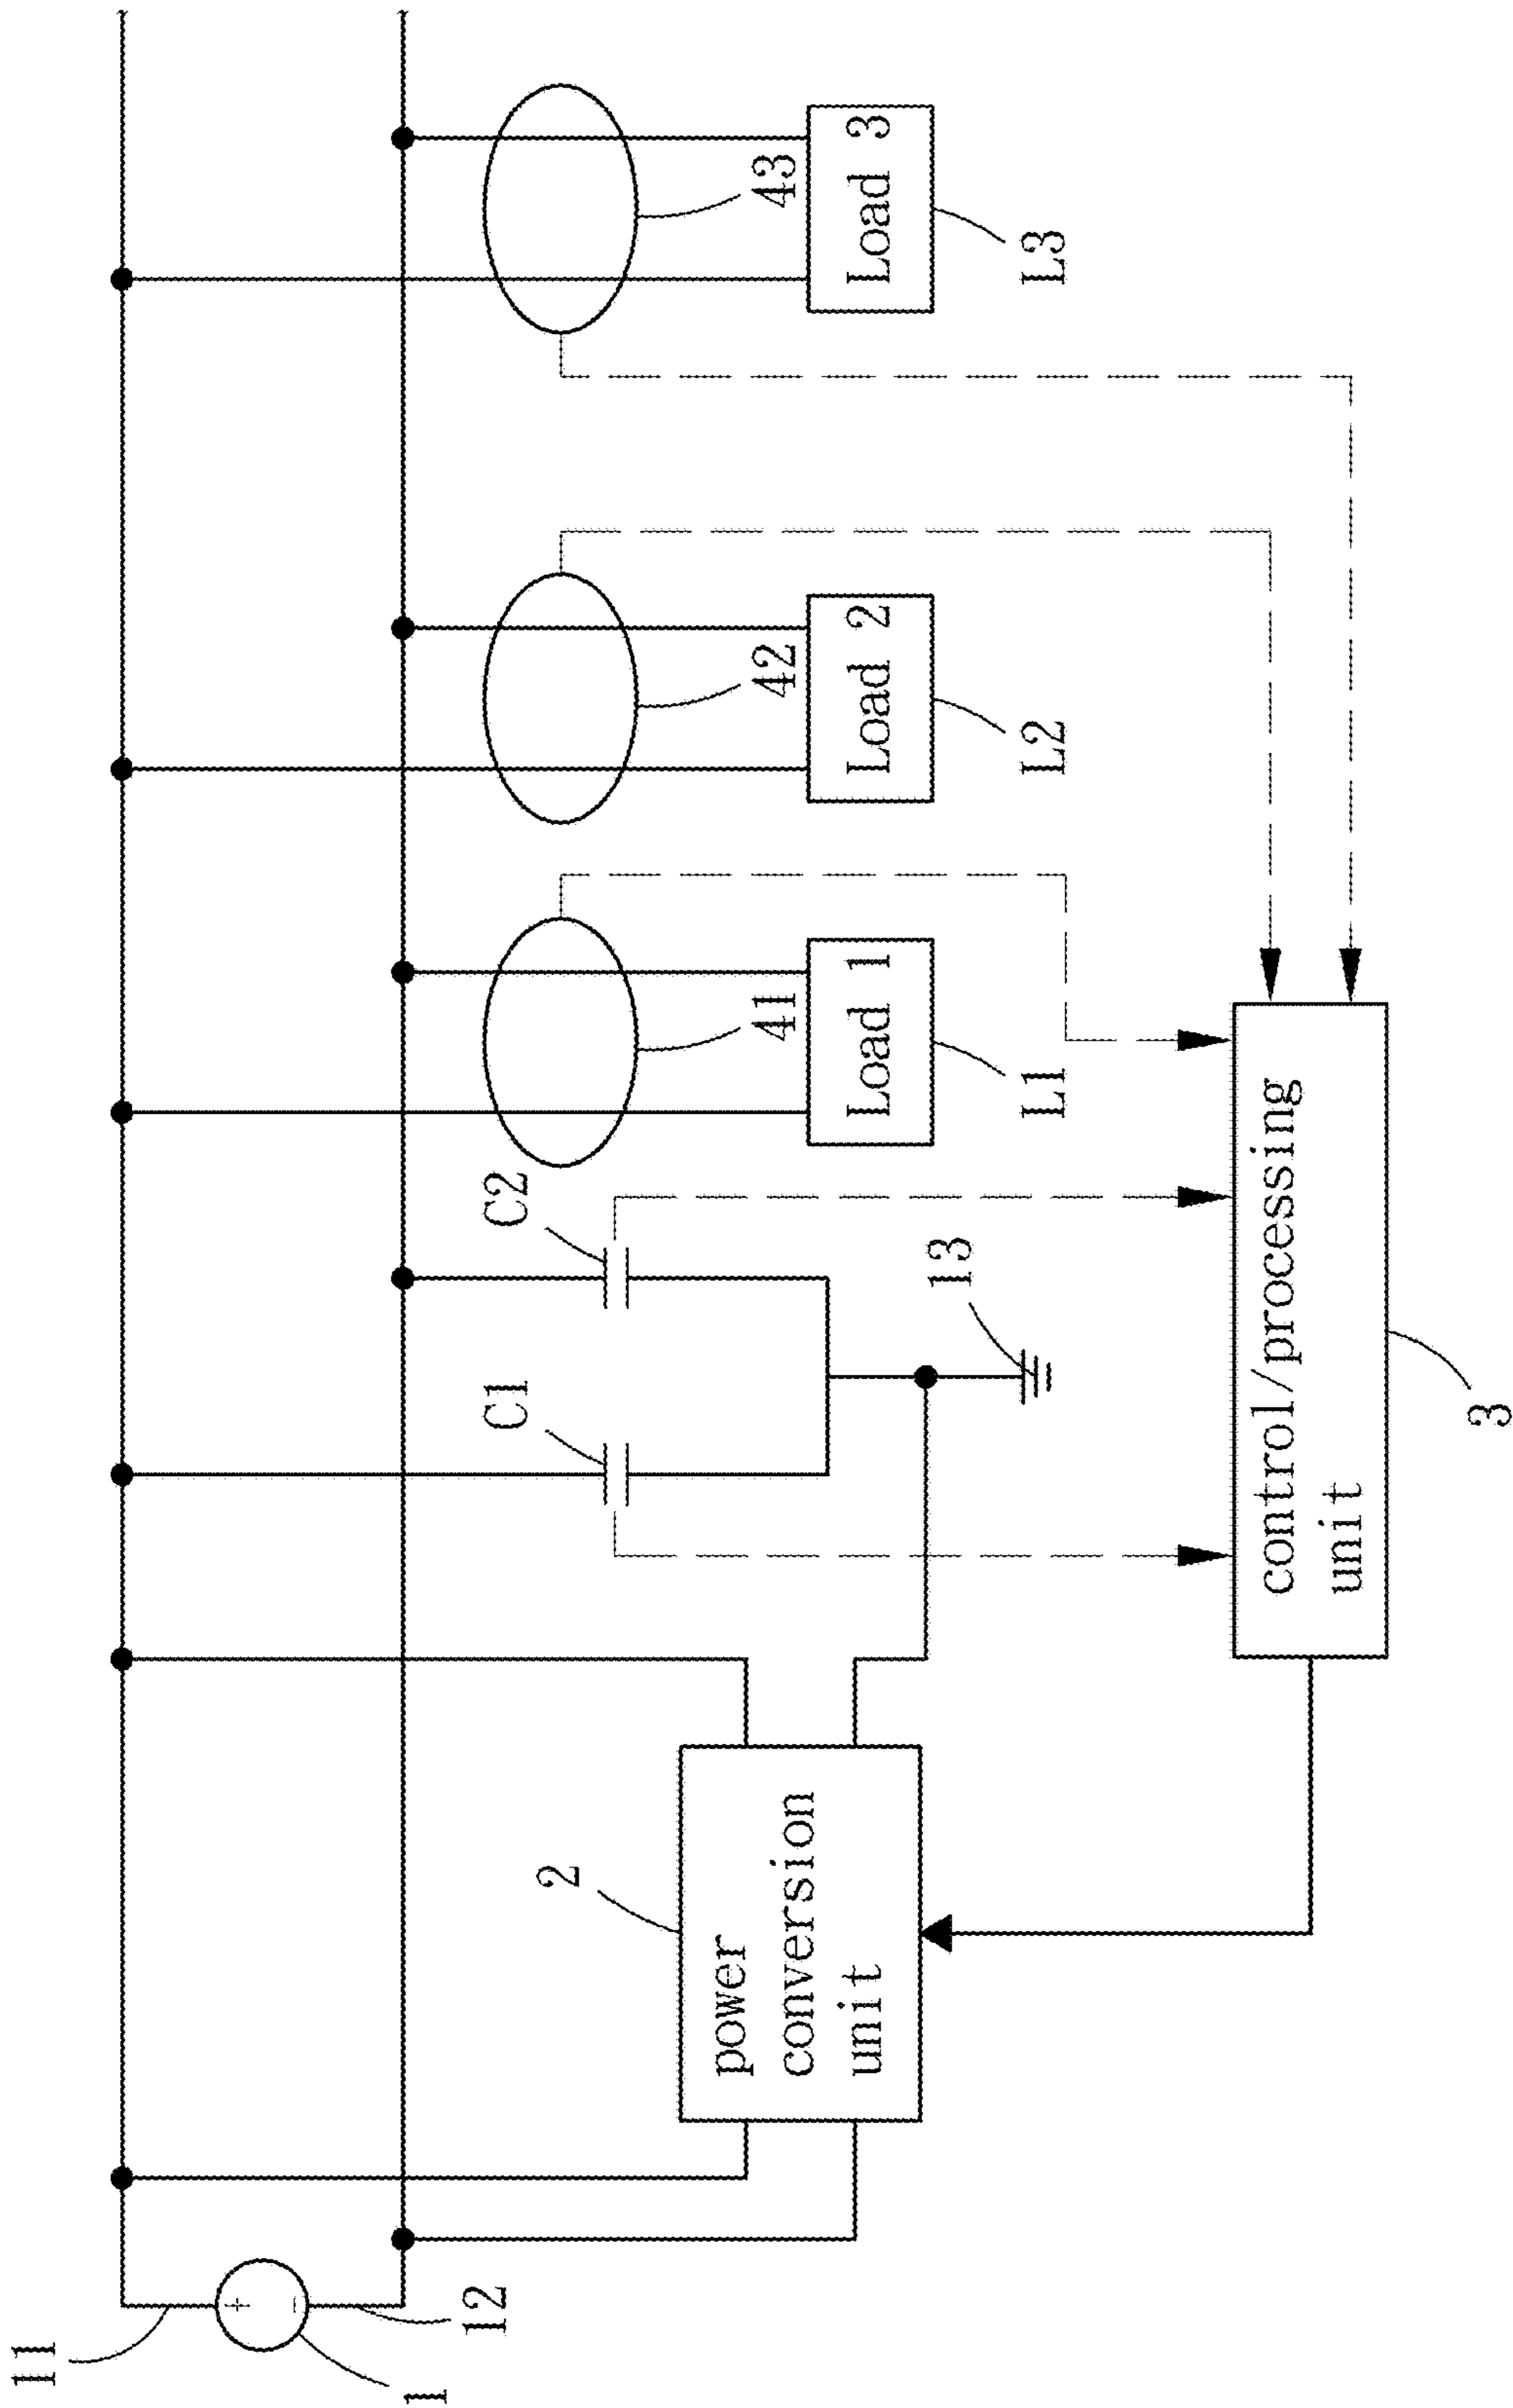 11
1
12
2
power
conversion
unit
C1
C2
13
control/processing
unit
3
41
Load 1
L1
42
Load 2
L2
43
Load 3
L3
+
-